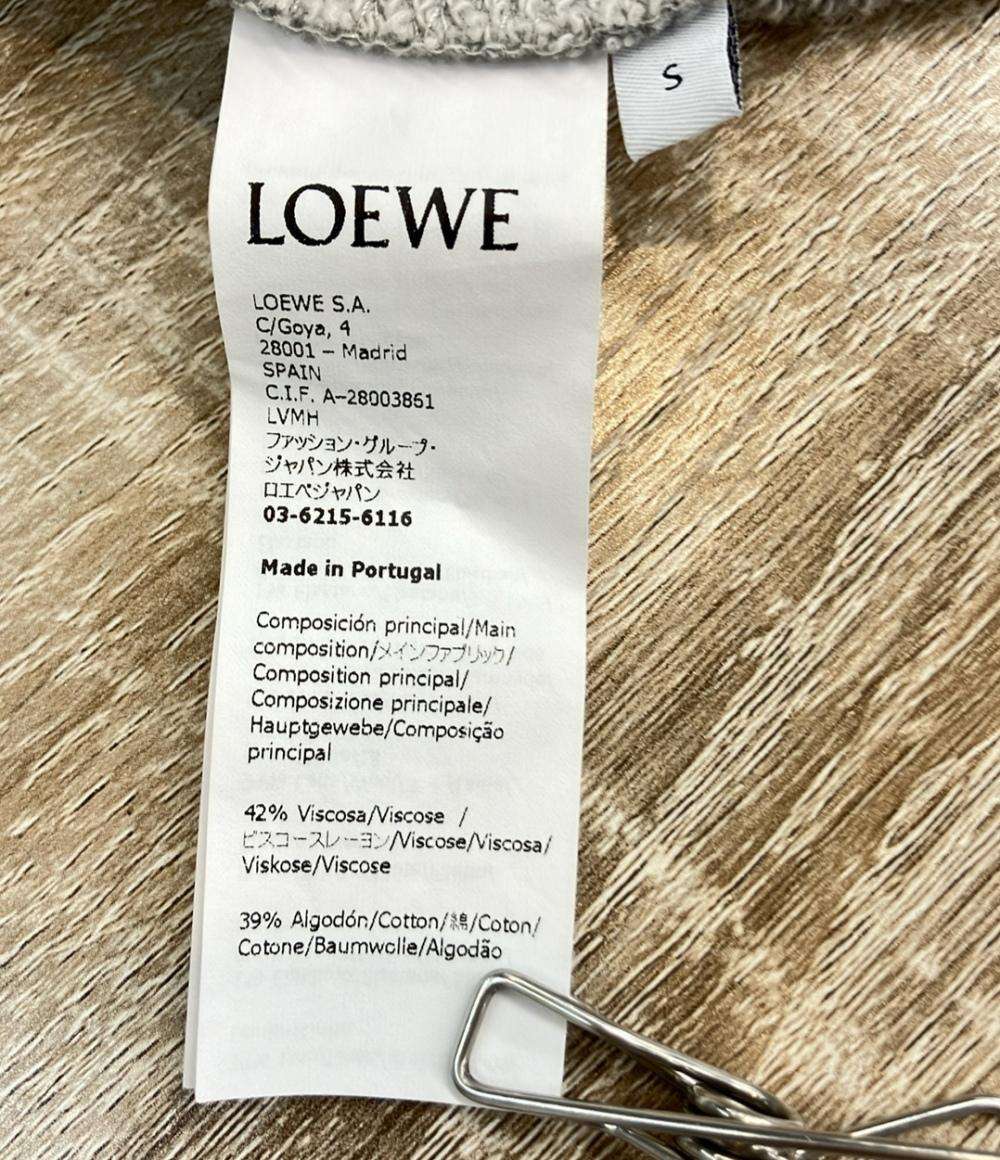 S
LOEWE
LOEWE S.A.
C/Goya, 4
28001 – Madrid
SPAIN
C.I.F. A-28003861
LVMH
ファッション・グループ・
ジャパン株式会社
ロエベジャパン
03-6215-6116
Made in Portugal
Composición principal/Main
composition/メインファブリック/
Composition principal/
Composizione principale/
Hauptgewebe/Composição
principal
42% Viscosa/Viscose /
ビスコースレーヨン/Viscose/Viscosa/
Viskose/Viscose
39% Algodón/Cotton/綿/Coton/
Cotone/Baumwolle/Algodão